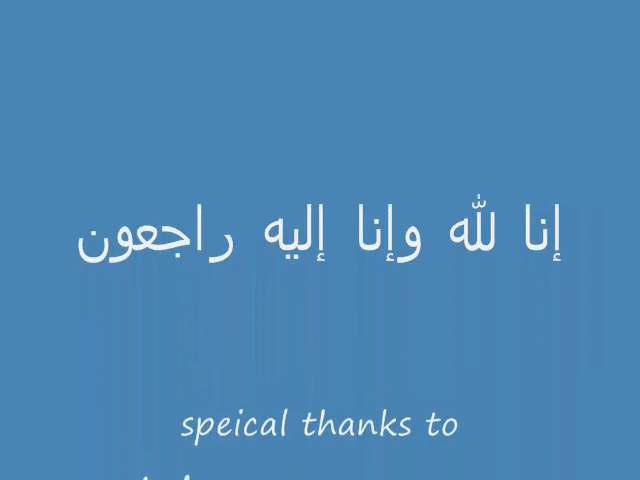 إنا لله وإنا إليه راجعون
speical thanks to